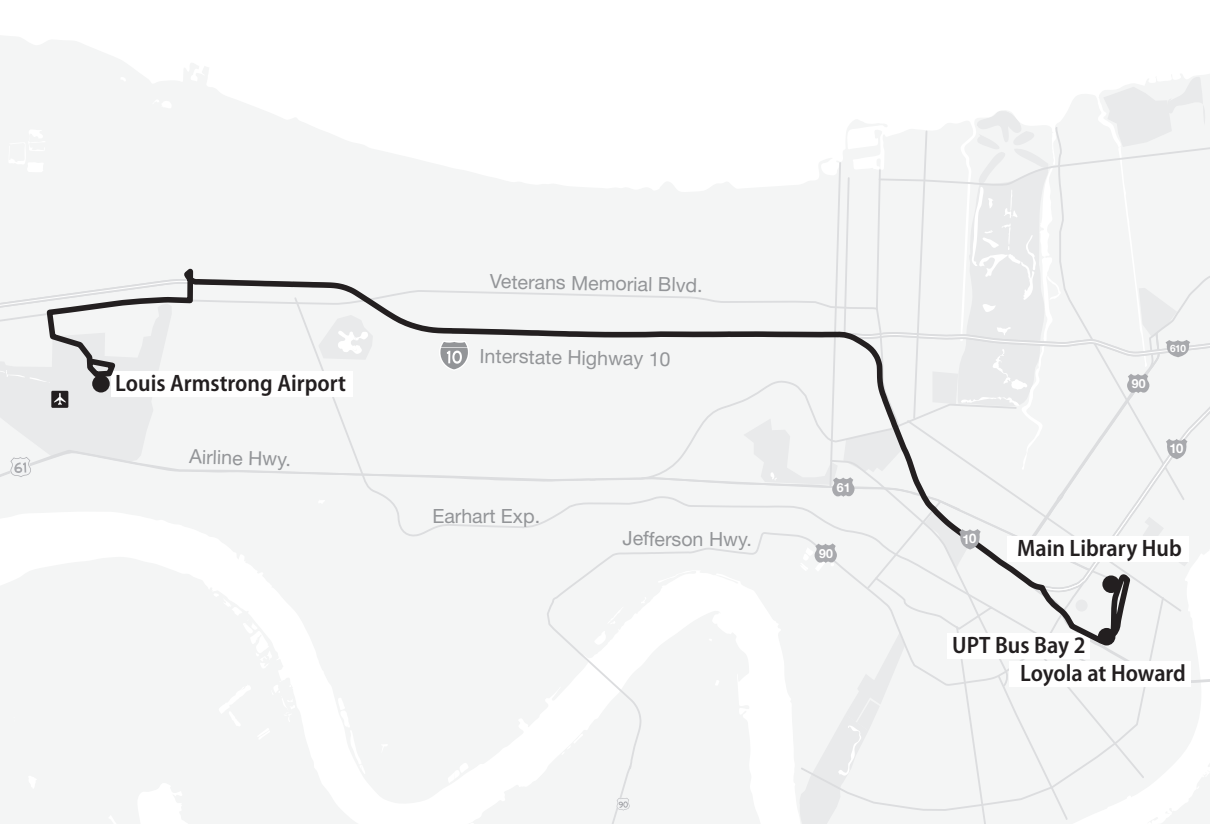 Veterans Memorial Blvd.
10
Interstate Highway 10
610
Louis Armstrong Airport
90
10
61
Airline Hwy.
61
Earhart Exp.
Jefferson Hwy.
10
90
Main Library Hub
UPT Bus Bay 2
Loyola at Howard
90